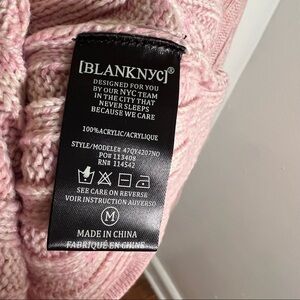 [BLANKNYC]®
DESIGNED FOR YOU
BY OUR NYC TEAM
IN THE CITY THAT
NEVER SLEEPS
BECAUSE WE CARE
100%ACRYLIC/ACRYLIQUE
STYLE/MODELE# 47QY4207NO
PO# 113408
RN# 114542
SEE CARE ON REVERSE
VOIR INSTRUCTION AUVERSO
M
MADE IN CHINA
FABRIQUÉ EN CHINE